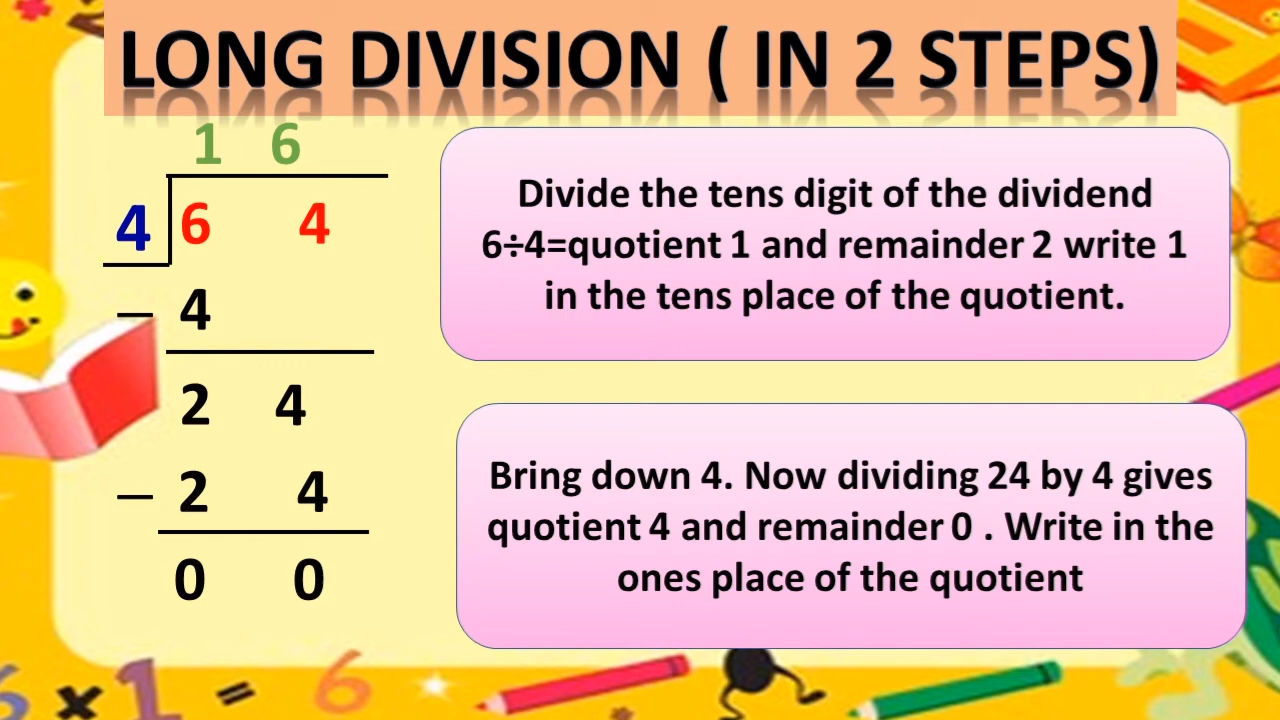 LONG DIVISION ( IN 2 STEPS)
1 6
4 6 4
– 4
2 4
– 2 4
0 0
Divide the tens digit of the dividend
6÷4=quotient 1 and remainder 2 write 1
in the tens place of the quotient.
Bring down 4. Now dividing 24 by 4 gives
quotient 4 and remainder 0 . Write in the
ones place of the quotient
6 × 1 = 6